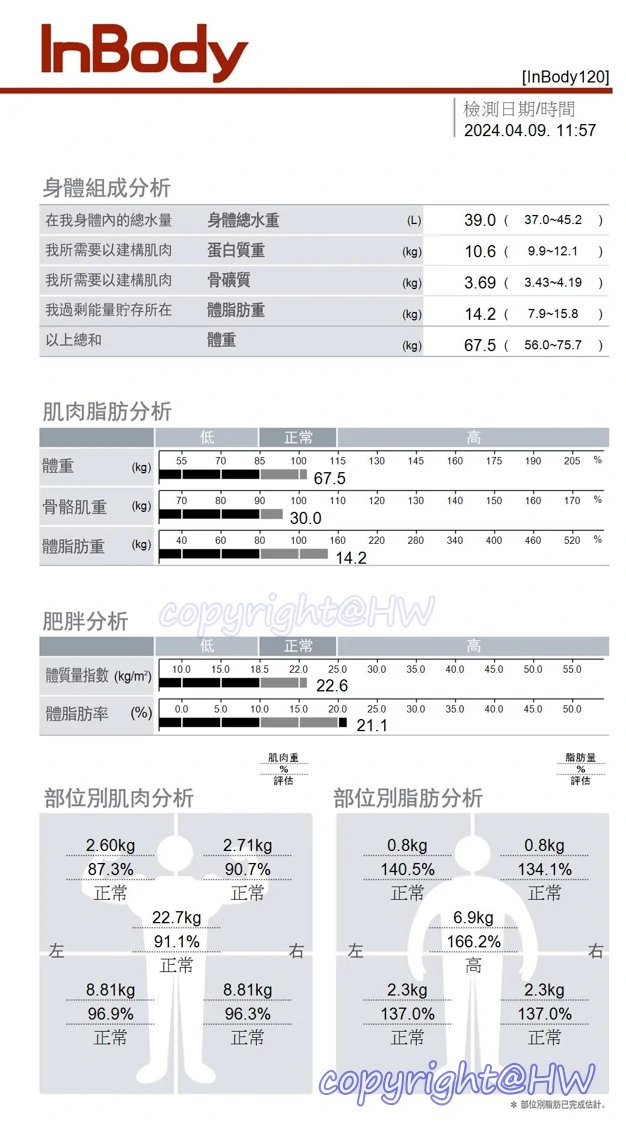 InBody
[InBody120]
檢測日期/時間
2024.04.09. 11:57
身體組成分析
在我身體內的總水量 身體總水重 (L) 39.0 ( 37.0~45.2 )
我所需要以建構肌肉 蛋白質重 (kg) 10.6 ( 9.9~12.1 )
我所需要以建構肌肉 骨礦質 (kg) 3.69 ( 3.43~4.19 )
我過剩能量貯存所在 體脂肪重 (kg) 14.2 ( 7.9~15.8 )
以上總和 體重 (kg) 67.5 ( 56.0~75.7 )
肌肉脂肪分析
低 正常 高
體重 (kg) 55 70 85 100 115 130 145 160 175 190 205 %
67.5
骨骼肌重 (kg) 70 80 90 100 110 120 130 140 150 160 170 %
30.0
體脂肪重 (kg) 40 60 80 100 160 220 280 340 400 460 520 %
14.2
copyright@HW
肥胖分析
低 正常 高
體質量指數 (kg/m²) 10.0 15.0 18.5 22.0 25.0 30.0 35.0 40.0 45.0 50.0 55.0
22.6
體脂肪率 (%) 0.0 5.0 10.0 15.0 20.0 25.0 30.0 35.0 40.0 45.0 50.0
21.1
肌肉重
%
評估
部位別肌肉分析
2.60kg 2.71kg
87.3% 90.7%
正常 正常
22.7kg
91.1%
正常
左 右
8.81kg 8.81kg
96.9% 96.3%
正常 正常
脂肪量
%
評估
部位別脂肪分析
0.8kg 0.8kg
140.5% 134.1%
正常 正常
6.9kg
166.2%
高
左 右
2.3kg 2.3kg
137.0% 137.0%
正常 正常
copyright@HW
＊ 部位別脂肪已完成估計。